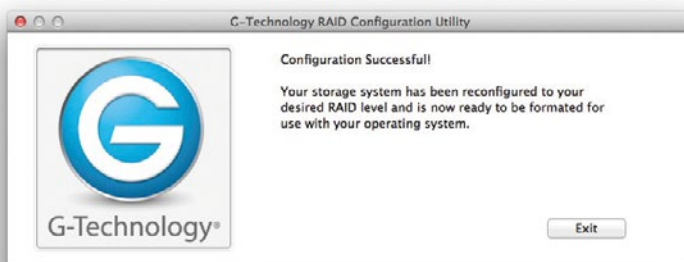 G-Technology RAID Configuration Utility
Configuration Successful!
Your storage system has been reconfigured to your
desired RAID level and is now ready to be formated for
use with your operating system.
G
G-Technology®
Exit